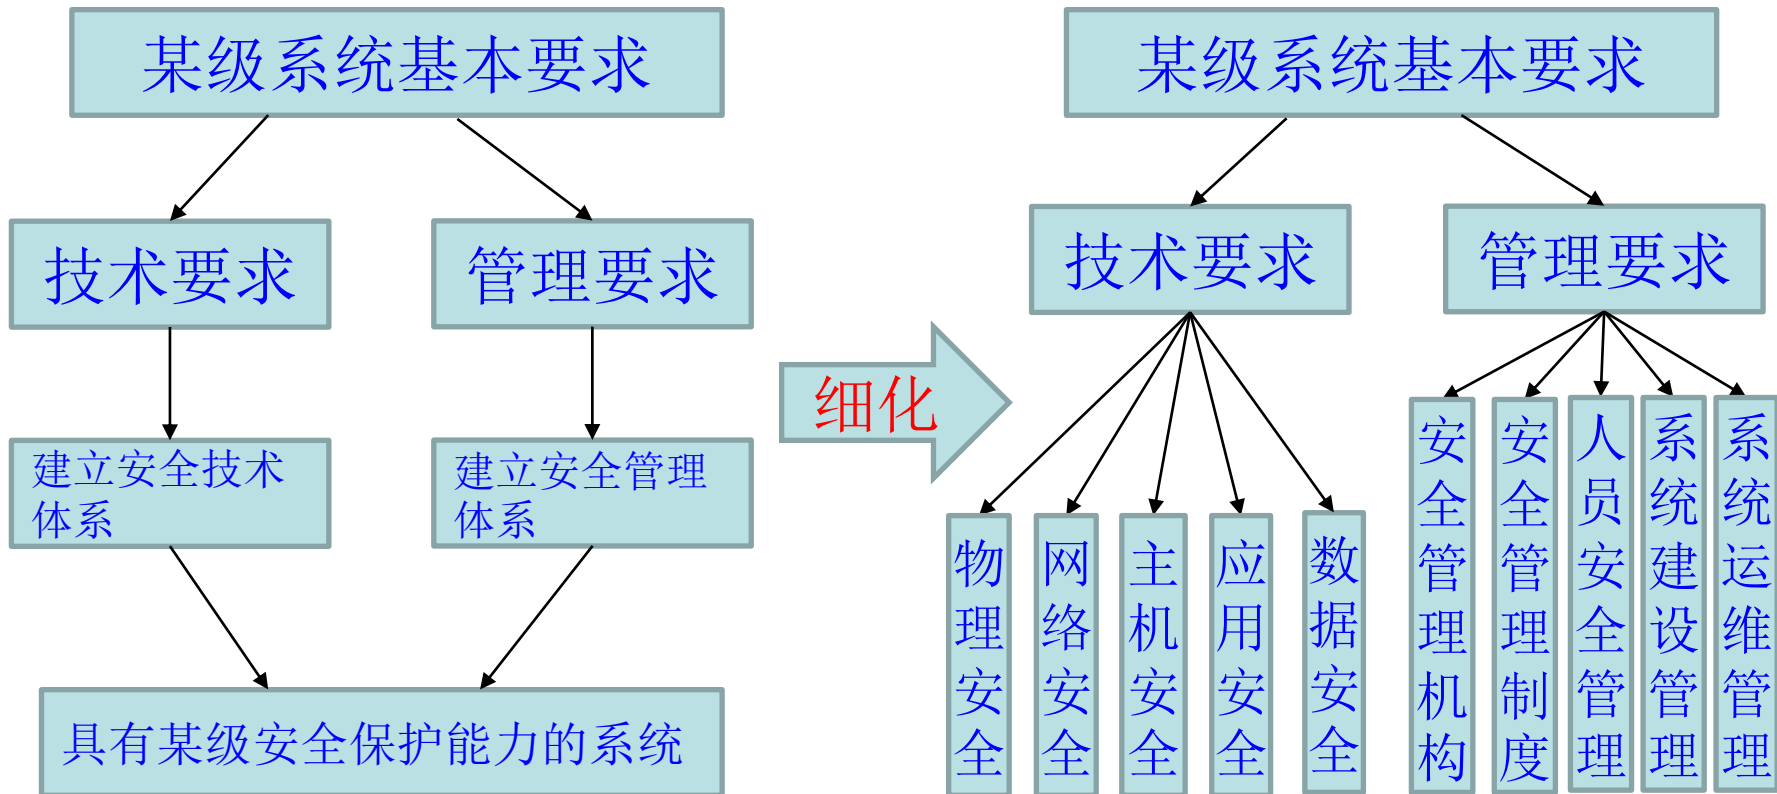 某级系统基本要求
技术要求
管理要求
建立安全技术
体系
建立安全管理
体系
具有某级安全保护能力的系统
细化
某级系统基本要求
技术要求
管理要求
物理安全
网络安全
主机安全
应用安全
数据安全
安全管理机构
安全管理制度
人员安全管理
系统建设管理
系统运维管理